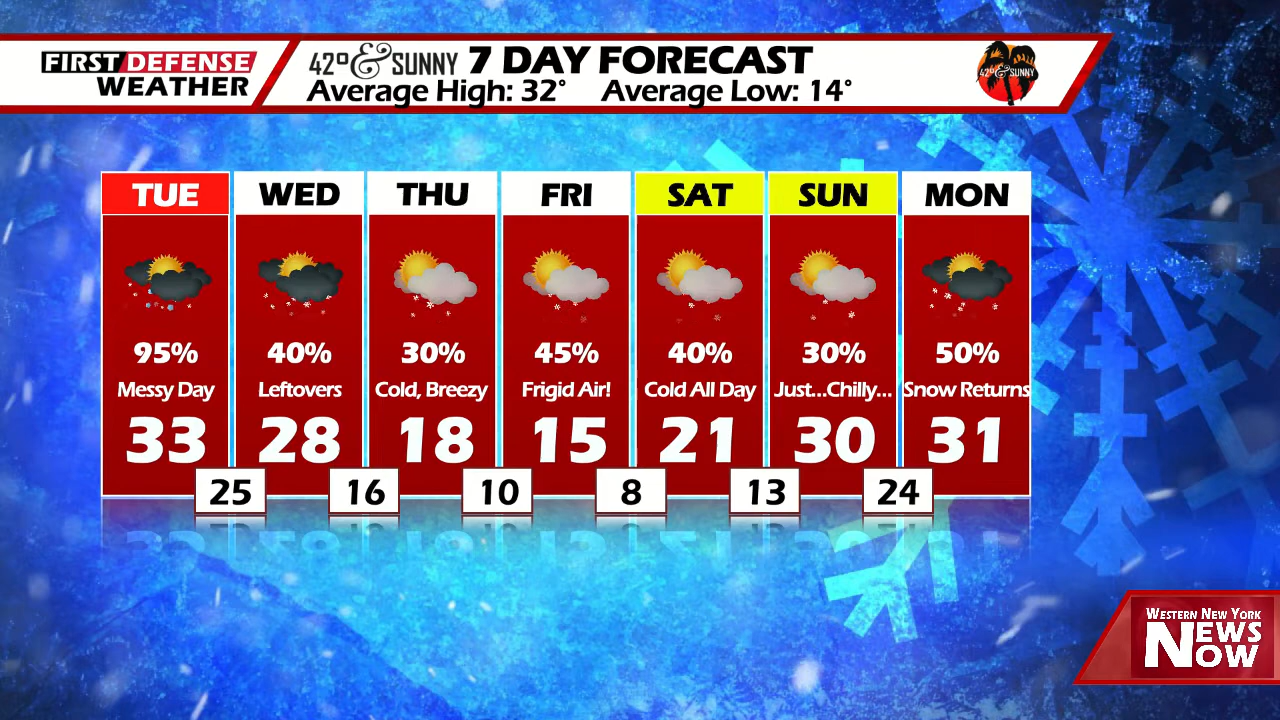 FIRST DEFENSE
WEATHER
42° & SUNNY 7 DAY FORECAST
Average High: 32° Average Low: 14°
42° & SUNNY
TUE WED THU FRI SAT SUN MON
95% 40% 30% 45% 40% 30% 50%
Messy Day Leftovers Cold, Breezy Frigid Air! Cold All Day Just...Chilly... Snow Returns
33 28 18 15 21 30 31
25 16 10 8 13 24
WESTERN NEW YORK
NEWS
NOW